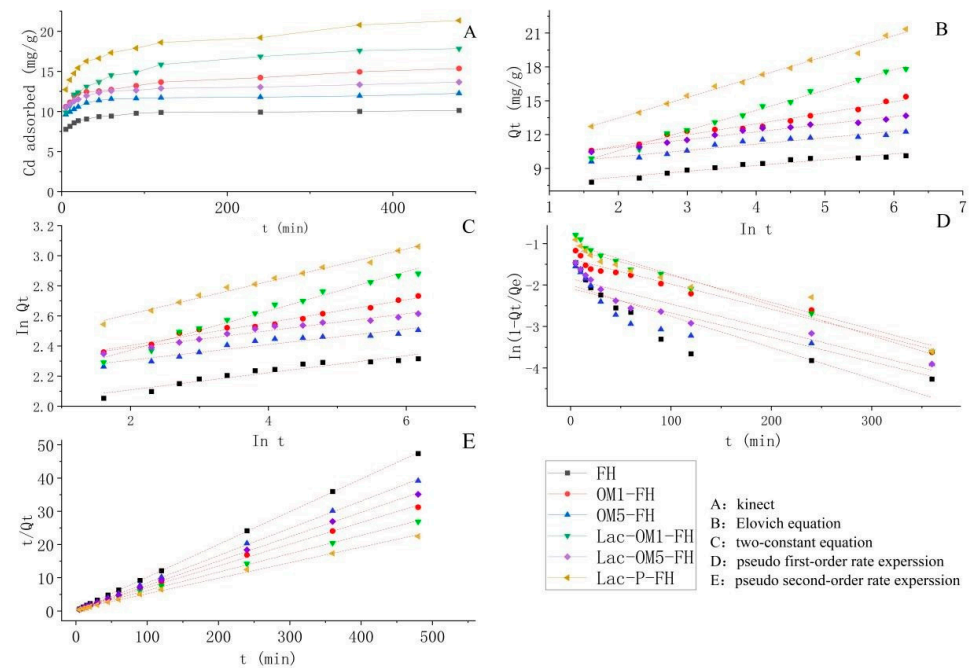 A
Cd adsorbed (mg/g)
25
20
15
10
5
0
0 200 400
t (min)
B
Qt (mg/g)
21
18
15
12
9
1 2 3 4 5 6 7
In t
C
In Qt
3.2
3.0
2.8
2.6
2.4
2.2
2.0
2 4 6
In t
D
In(1-Qt/Qe)
-1
-2
-3
-4
0 100 200 300
t (min)
E
t/Qt
50
40
30
20
10
0
0 100 200 300 400 500
t (min)
FH
OM1-FH
OM5-FH
Lac-OM1-FH
Lac-OM5-FH
Lac-P-FH
A: kinect
B: Elovich equation
C: two-constant equation
D: pseudo first-order rate experssion
E: pseudo second-order rate experssion